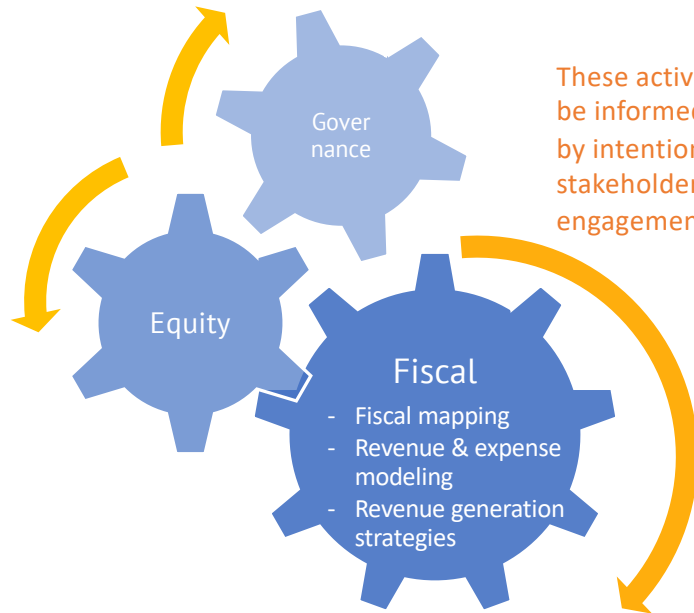 Gover
nance
These activ
be informed
by intention
stakeholder
engagemen
Equity
Fiscal
- Fiscal mapping
- Revenue & expense
modeling
- Revenue generation
strategies